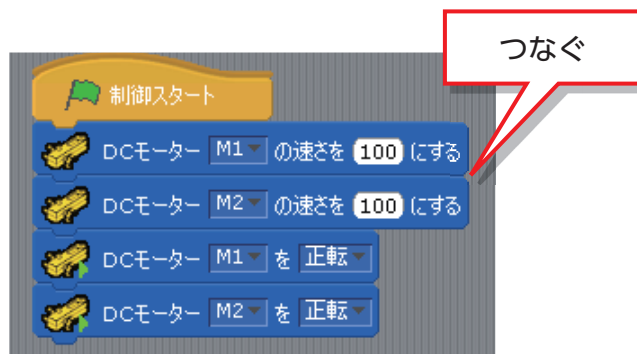 つなぐ
制御スタート
DCモーター M1 の速さを 100 にする
DCモーター M2 の速さを 100 にする
DCモーター M1 を 正転
DCモーター M2 を 正転